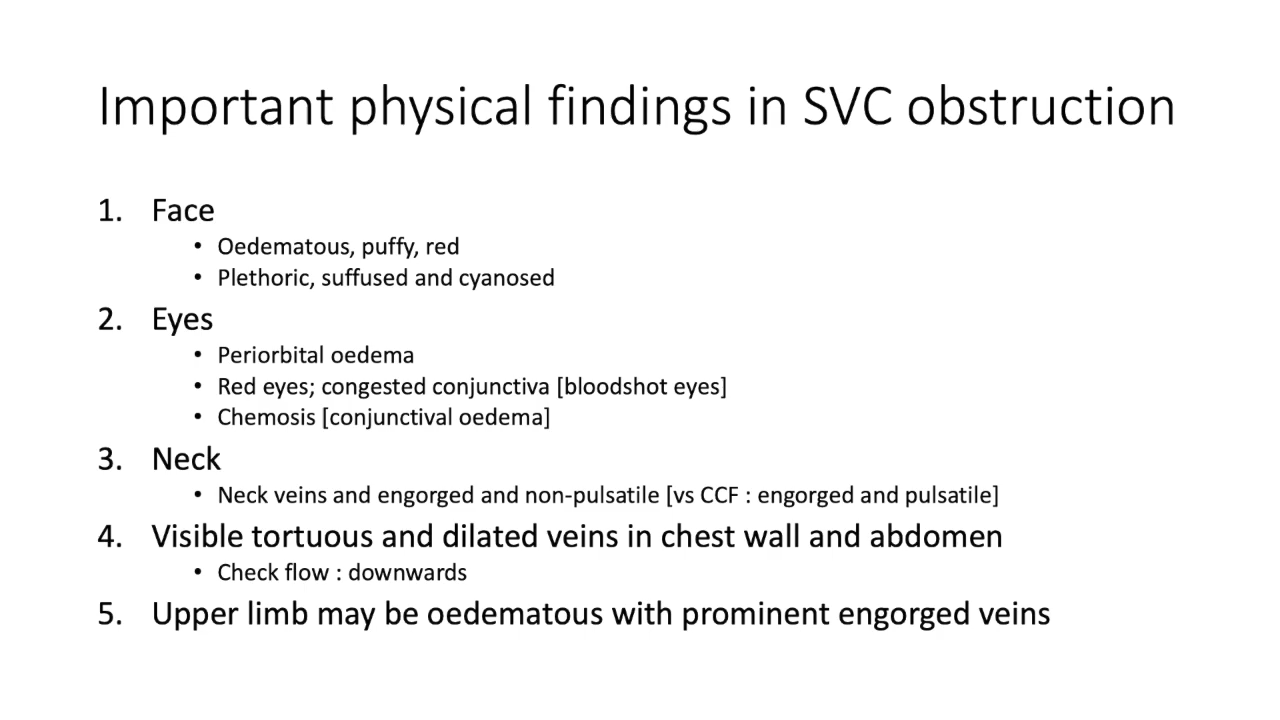 Important physical findings in SVC obstruction
1. Face
• Oedematous, puffy, red
• Plethoric, suffused and cyanosed
2. Eyes
• Periorbital oedema
• Red eyes; congested conjunctiva [bloodshot eyes]
• Chemosis [conjunctival oedema]
3. Neck
• Neck veins and engorged and non-pulsatile [vs CCF : engorged and pulsatile]
4. Visible tortuous and dilated veins in chest wall and abdomen
• Check flow : downwards
5. Upper limb may be oedematous with prominent engorged veins